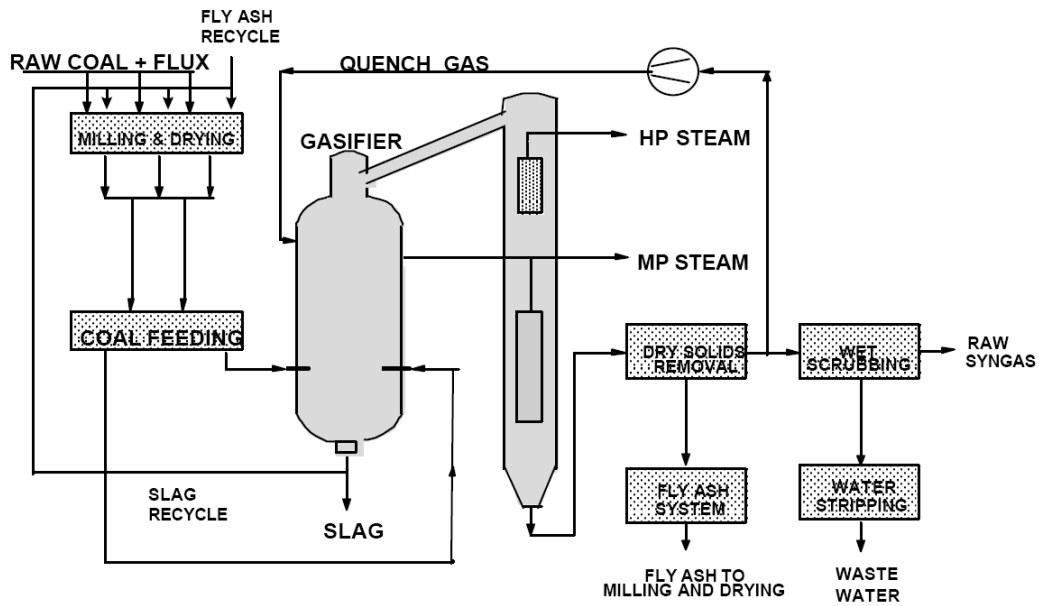 FLY ASH
RECYCLE
RAW COAL + FLUX
QUENCH GAS
MILLING & DRYING
GASIFIER
HP STEAM
MP STEAM
COAL FEEDING
DRY SOLIDS
REMOVAL
WET
SCRUBBING
RAW
SYNGAS
SLAG
RECYCLE
SLAG
FLY ASH
SYSTEM
WATER
STRIPPING
FLY ASH TO
MILLING AND DRYING
WASTE
WATER